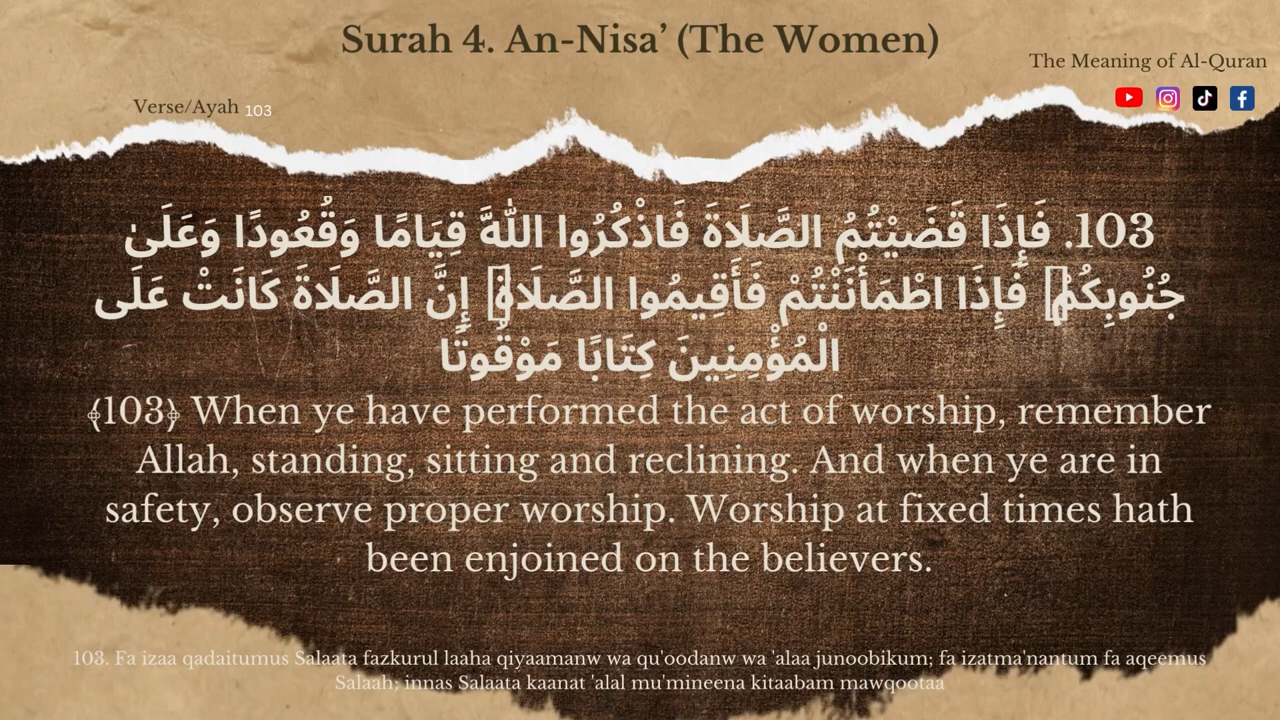 Surah 4. An-Nisa’ (The Women)
The Meaning of Al-Quran
Verse/Ayah 103
103. فَإِذَا قَضَيْتُمُ الصَّلَاةَ فَاذْكُرُوا اللَّهَ قِيَامًا وَقُعُودًا وَعَلَىٰ
جُنُوبِكُمْ ۚ فَإِذَا اطْمَأْنَنْتُمْ فَأَقِيمُوا الصَّلَاةَ ۚ إِنَّ الصَّلَاةَ كَانَتْ عَلَى
الْمُؤْمِنِينَ كِتَابًا مَوْقُوتًا
﴾103﴿ When ye have performed the act of worship, remember
Allah, standing, sitting and reclining. And when ye are in
safety, observe proper worship. Worship at fixed times hath
been enjoined on the believers.
103. Fa izaa qadaitumus Salaata fazkurul laaha qiyaamanw wa qu'oodanw wa 'alaa junoobikum; fa izatma'nantum fa aqeemus
Salaah; innas Salaata kaanat 'alal mu'mineena kitaabam mawqootaa